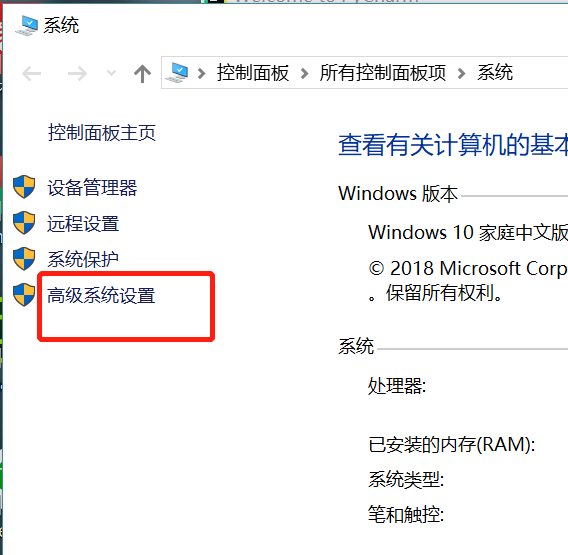 Welcome to PyCharm
系统
控制面板 > 所有控制面板项 > 系统
控制面板主页
设备管理器
远程设置
系统保护
高级系统设置
查看有关计算机的基本
Windows 版本
Windows 10 家庭中文版
© 2018 Microsoft Corp
。保留所有权利。
系统
处理器:
已安装的内存(RAM):
系统类型:
笔和触控: